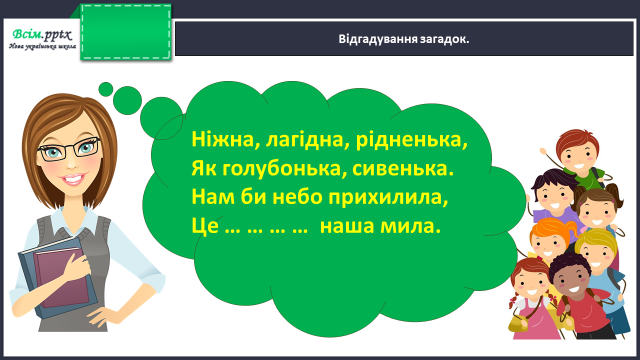 Всім.pptx
Нова українська школа
Відгадування загадок.
Ніжна, лагідна, рідненька,
Як голубонька, сивенька.
Нам би небо прихилила,
Це … … … … наша мила.